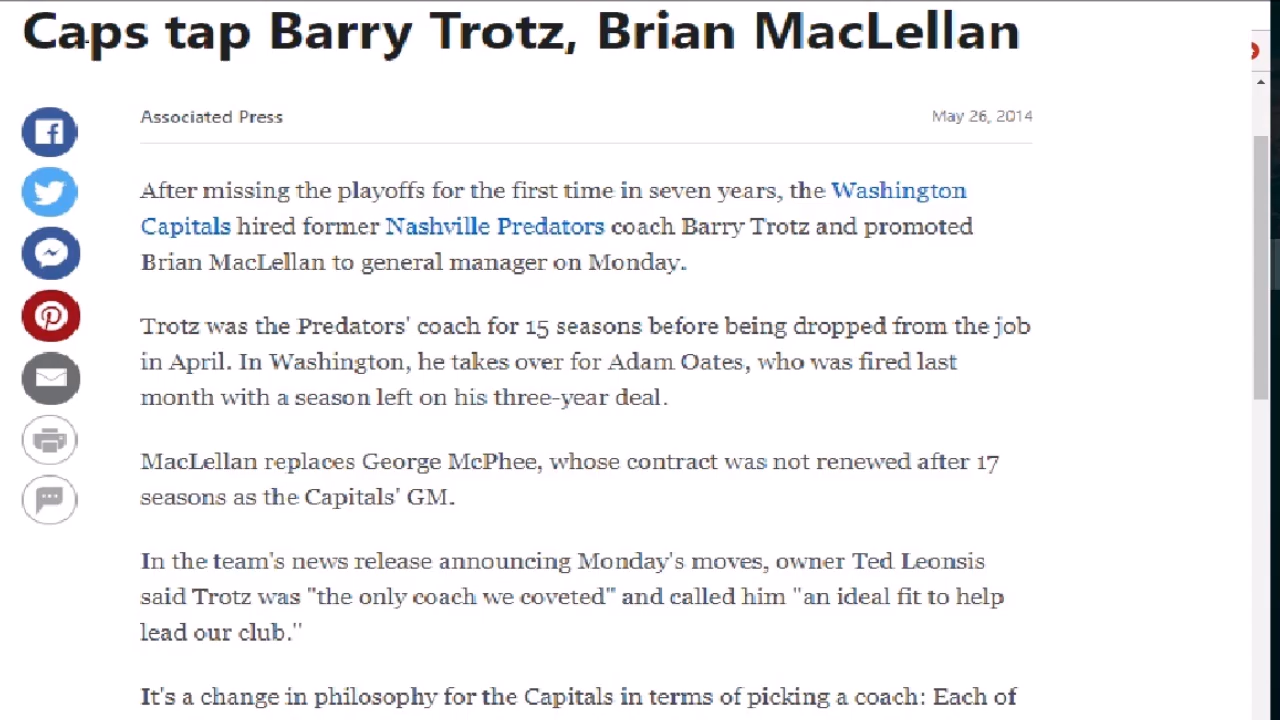 Caps tap Barry Trotz, Brian MacLellan
Associated Press
May 26, 2014
After missing the playoffs for the first time in seven years, the Washington
Capitals hired former Nashville Predators coach Barry Trotz and promoted
Brian MacLellan to general manager on Monday.
Trotz was the Predators' coach for 15 seasons before being dropped from the job
in April. In Washington, he takes over for Adam Oates, who was fired last
month with a season left on his three-year deal.
MacLellan replaces George McPhee, whose contract was not renewed after 17
seasons as the Capitals' GM.
In the team's news release announcing Monday's moves, owner Ted Leonsis
said Trotz was "the only coach we coveted" and called him "an ideal fit to help
lead our club."
It's a change in philosophy for the Capitals in terms of picking a coach: Each of